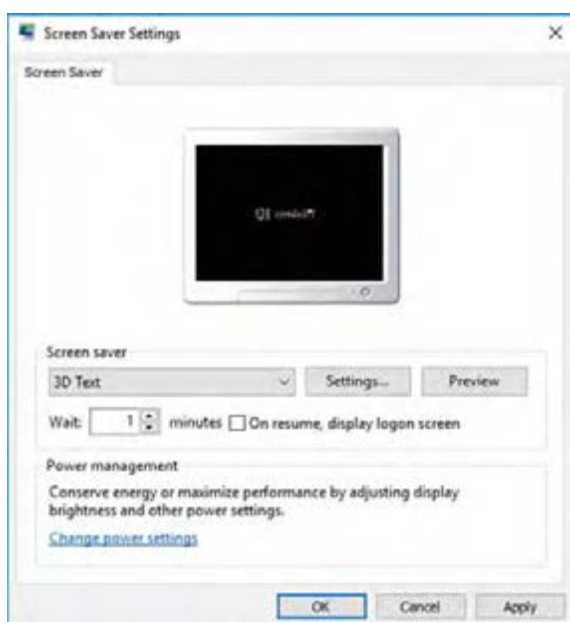 Screen Saver Settings
Screen Saver
Screen saver
3D Text
Settings...
Preview
Wait: 1 minutes On resume, display logon screen
Power management
Conserve energy or maximize performance by adjusting display
brightness and other power settings.
Change power settings
OK
Cancel
Apply